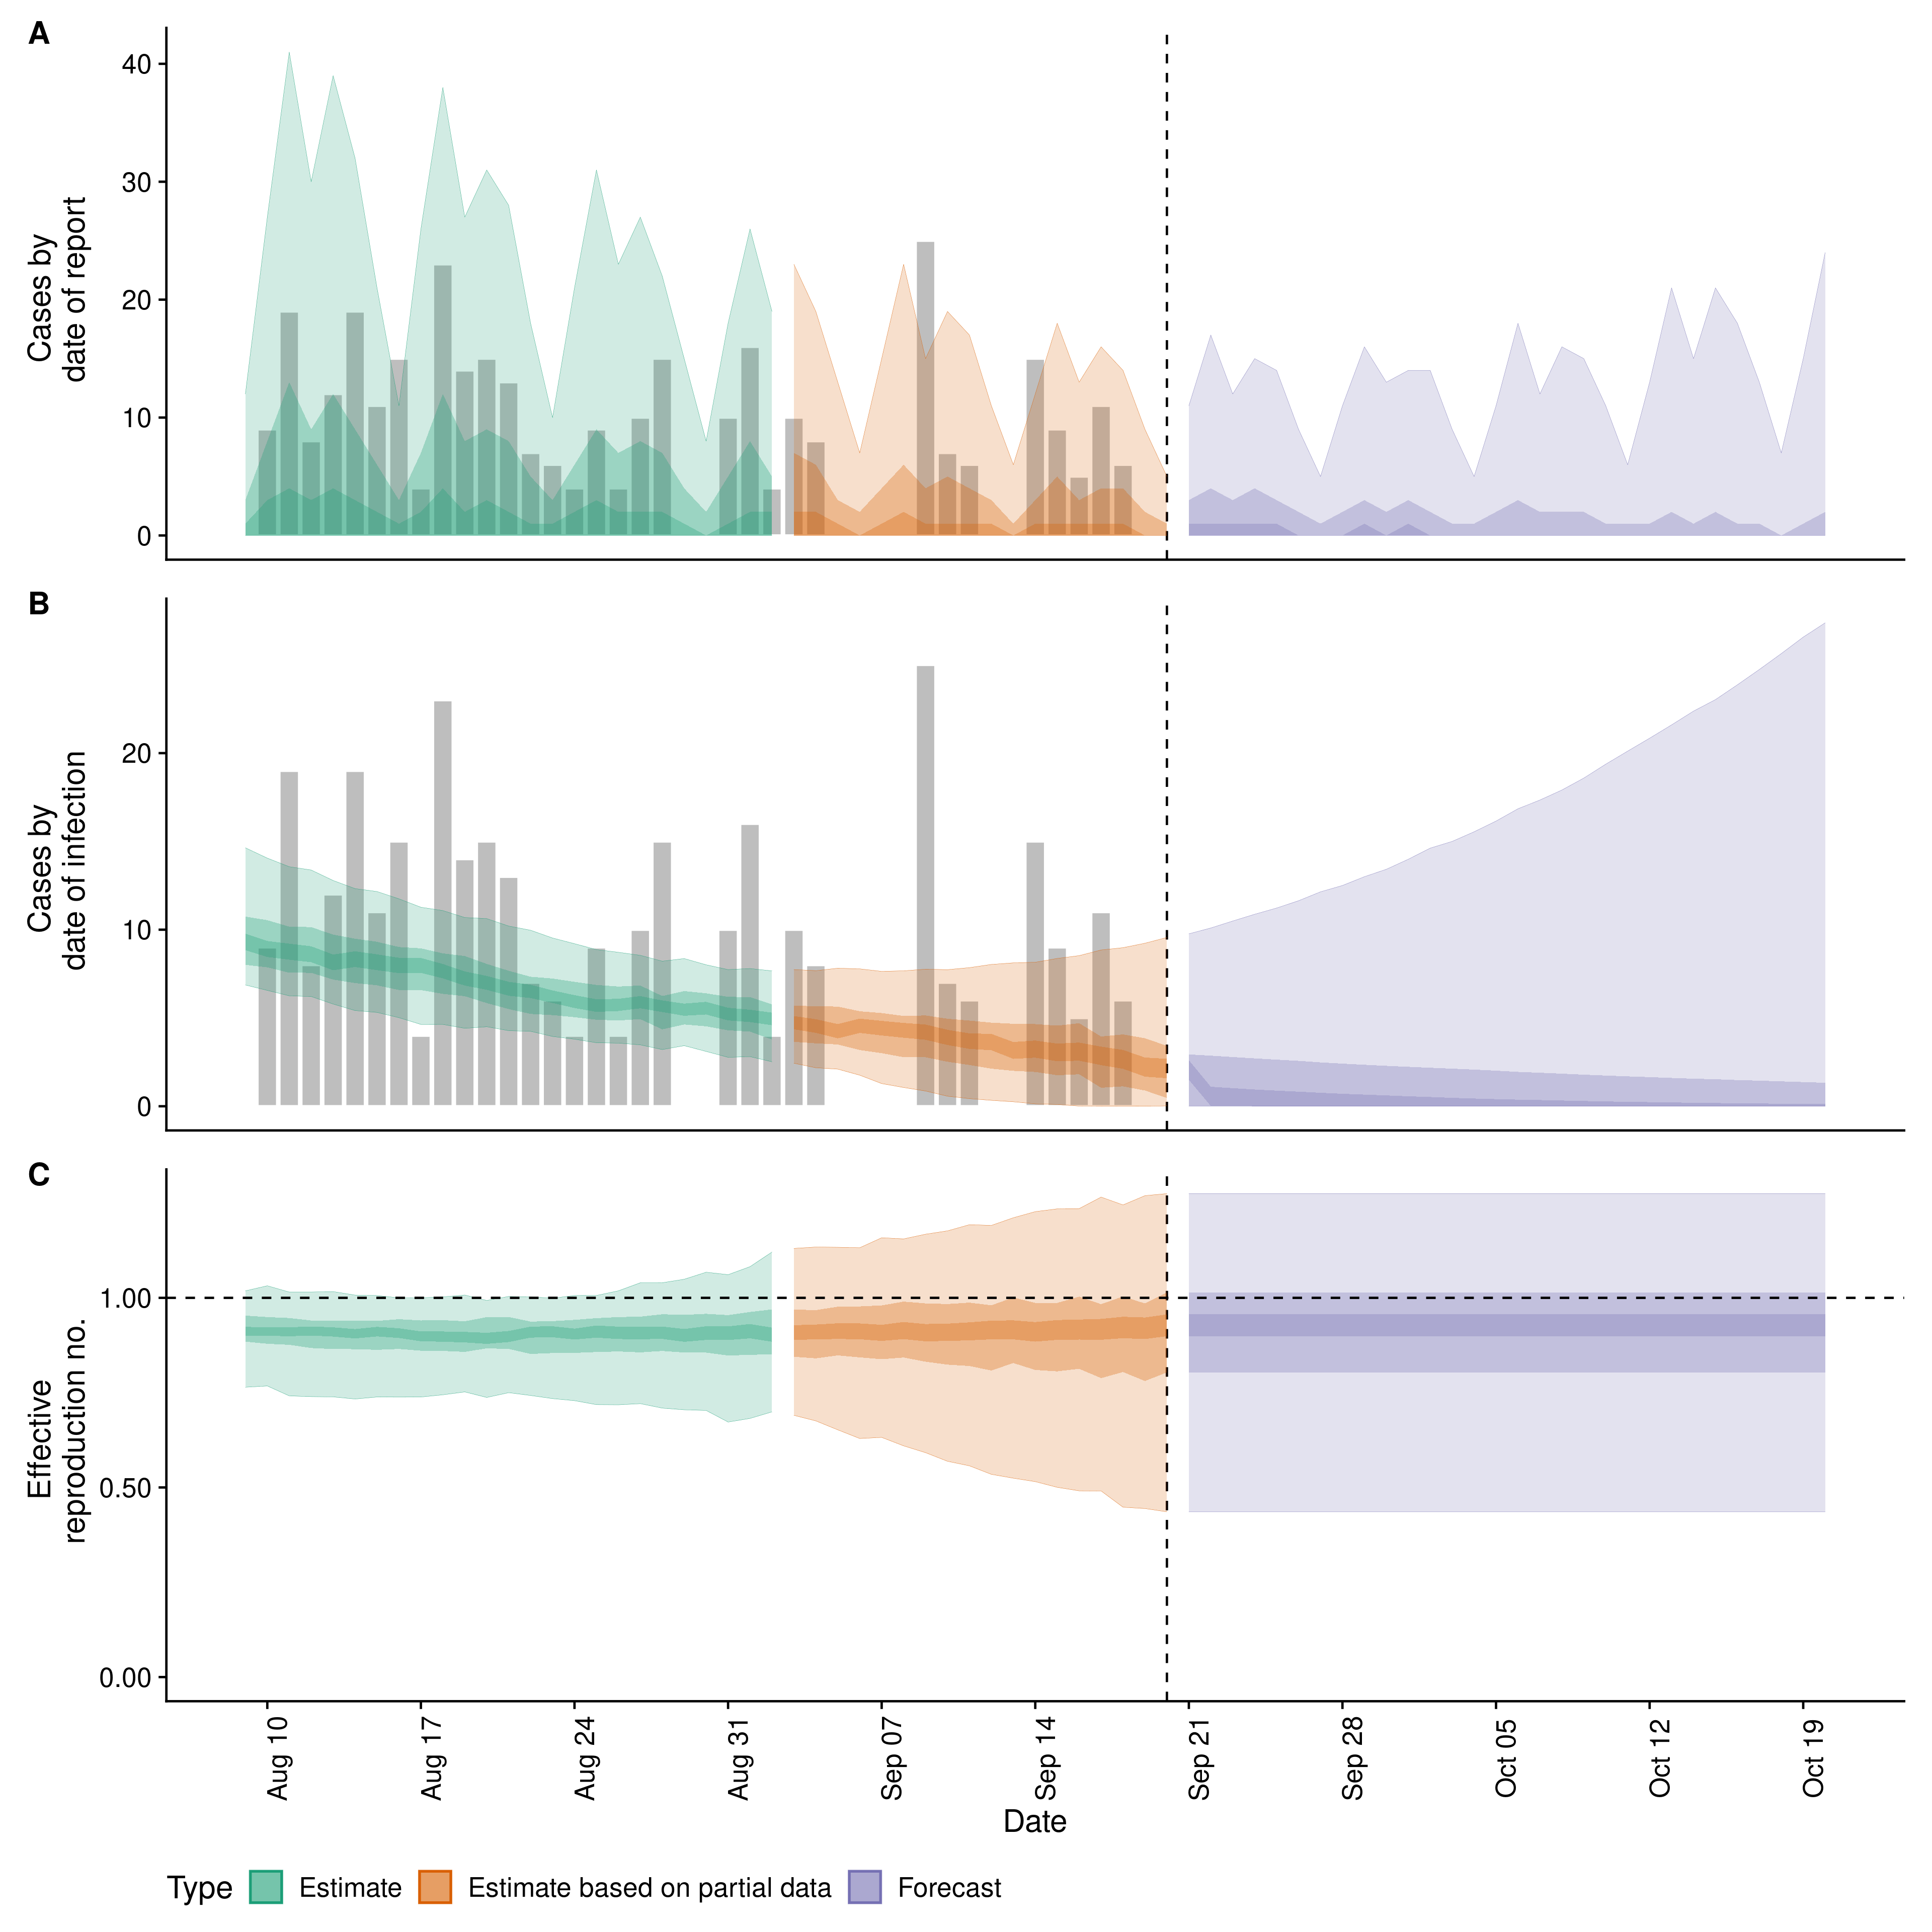 A
Cases by
date of report
40
30
20
10
0
B
Cases by
date of infection
20
10
0
C
Effective
reproduction no.
1.00
0.50
0.00
Aug 10
Aug 17
Aug 24
Aug 31
Sep 07
Sep 14
Sep 21
Sep 28
Oct 05
Oct 12
Oct 19
Date
Type Estimate Estimate based on partial data Forecast